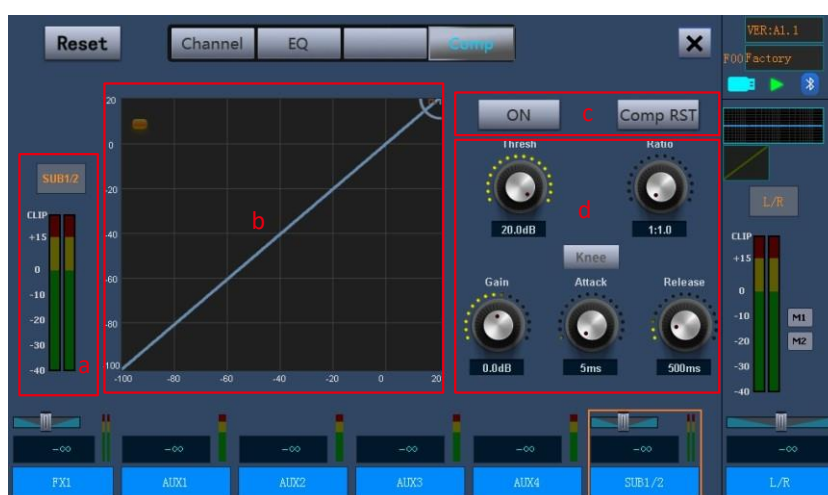 Reset
Channel
EQ
Comp
VER:A1.1
F00Factory
a
SUB1/2
CLIP
+15
0
-10
-20
-30
-40
b
20
0
-20
-40
-60
-80
-100
-100
-80
-60
-40
-20
0
20
c
ON
Comp RST
d
Thresh
Ratio
20.0dB
1:1.0
Knee
Gain
Attack
Release
0.0dB
5ms
500ms
L/R
CLIP
+15
0
-10
-20
-30
-40
M1
M2
-∞
-∞
-∞
-∞
-∞
-∞
-∞
FX1
AUX1
AUX2
AUX3
AUX4
SUB1/2
L/R